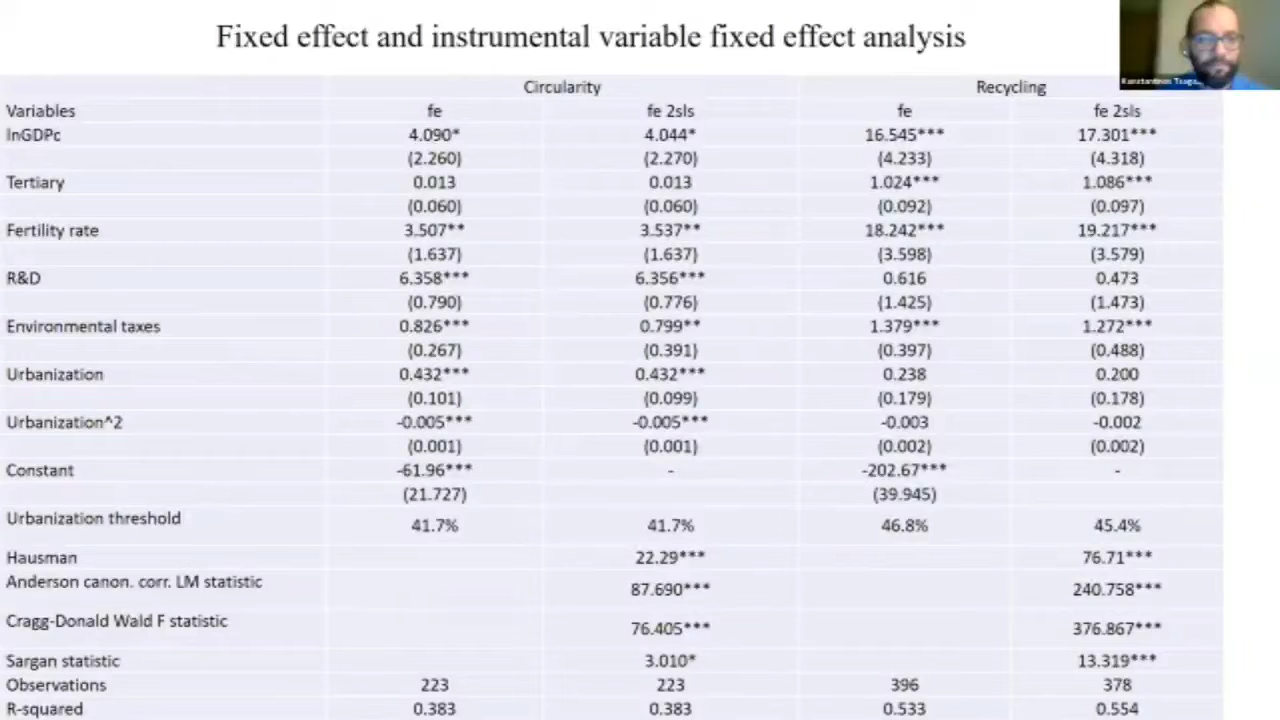 Fixed effect and instrumental variable fixed effect analysis
Circularity Recycling
Variables fe fe 2sls fe fe 2sls
lnGDPc 4.090* 4.044* 16.545*** 17.301***
(2.260) (2.270) (4.233) (4.318)
Tertiary 0.013 0.013 1.024*** 1.086***
(0.060) (0.060) (0.092) (0.097)
Fertility rate 3.507** 3.537** 18.242*** 19.217***
(1.637) (1.637) (3.598) (3.579)
R&D 6.358*** 6.356*** 0.616 0.473
(0.790) (0.776) (1.425) (1.473)
Environmental taxes 0.826*** 0.799** 1.379*** 1.272***
(0.267) (0.391) (0.397) (0.488)
Urbanization 0.432*** 0.432*** 0.238 0.200
(0.101) (0.099) (0.179) (0.178)
Urbanization^2 -0.005*** -0.005*** -0.003 -0.002
(0.001) (0.001) (0.002) (0.002)
Constant -61.96*** - -202.67*** -
(21.727) (39.945)
Urbanization threshold 41.7% 41.7% 46.8% 45.4%
Hausman 22.29*** 76.71***
Anderson canon. corr. LM statistic 87.690*** 240.758***
Cragg-Donald Wald F statistic 76.405*** 376.867***
Sargan statistic 3.010* 13.319***
Observations 223 223 396 378
R-squared 0.383 0.383 0.533 0.554